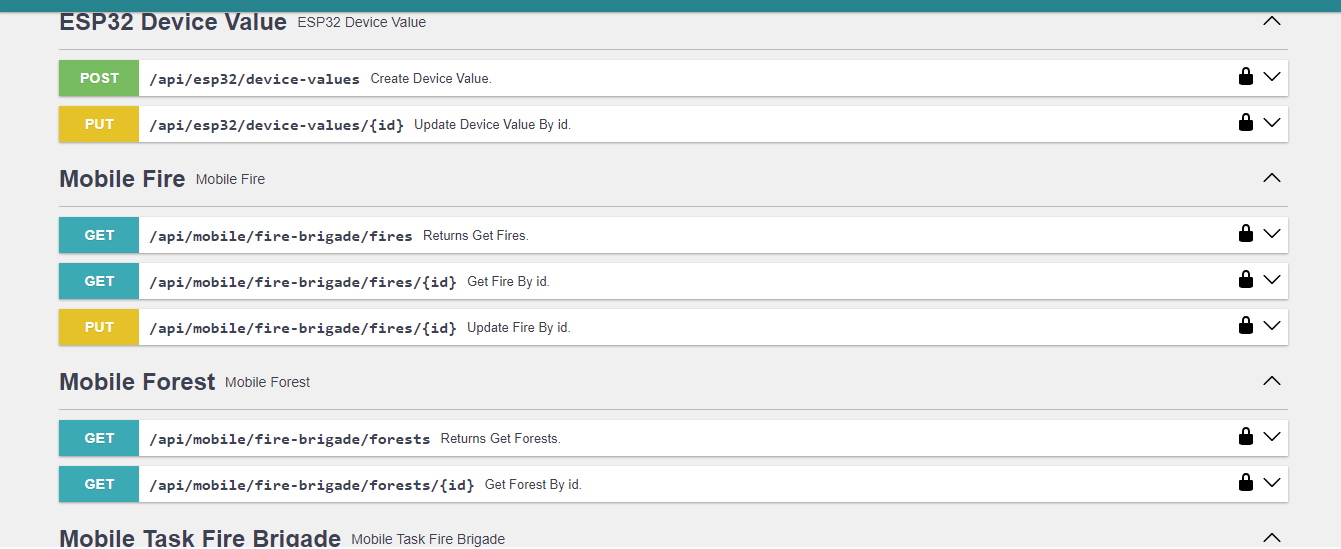 ESP32 Device Value ESP32 Device Value
POST /api/esp32/device-values Create Device Value.
PUT /api/esp32/device-values/{id} Update Device Value By id.
Mobile Fire Mobile Fire
GET /api/mobile/fire-brigade/fires Returns Get Fires.
GET /api/mobile/fire-brigade/fires/{id} Get Fire By id.
PUT /api/mobile/fire-brigade/fires/{id} Update Fire By id.
Mobile Forest Mobile Forest
GET /api/mobile/fire-brigade/forests Returns Get Forests.
GET /api/mobile/fire-brigade/forests/{id} Get Forest By id.
Mobile Task Fire Brigade Mobile Task Fire Brigade